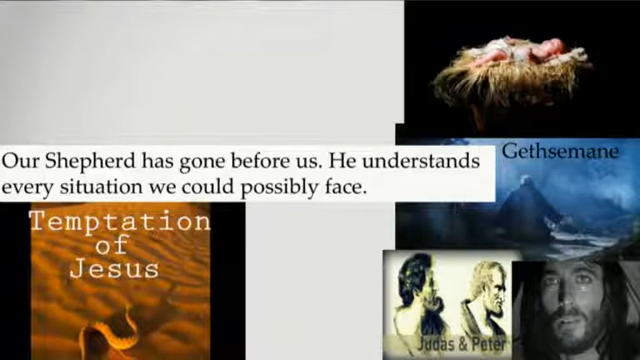 Gethsemane
Our Shepherd has gone before us. He understands
every situation we could possibly face.
Temptation
of
Jesus
Judas & Peter